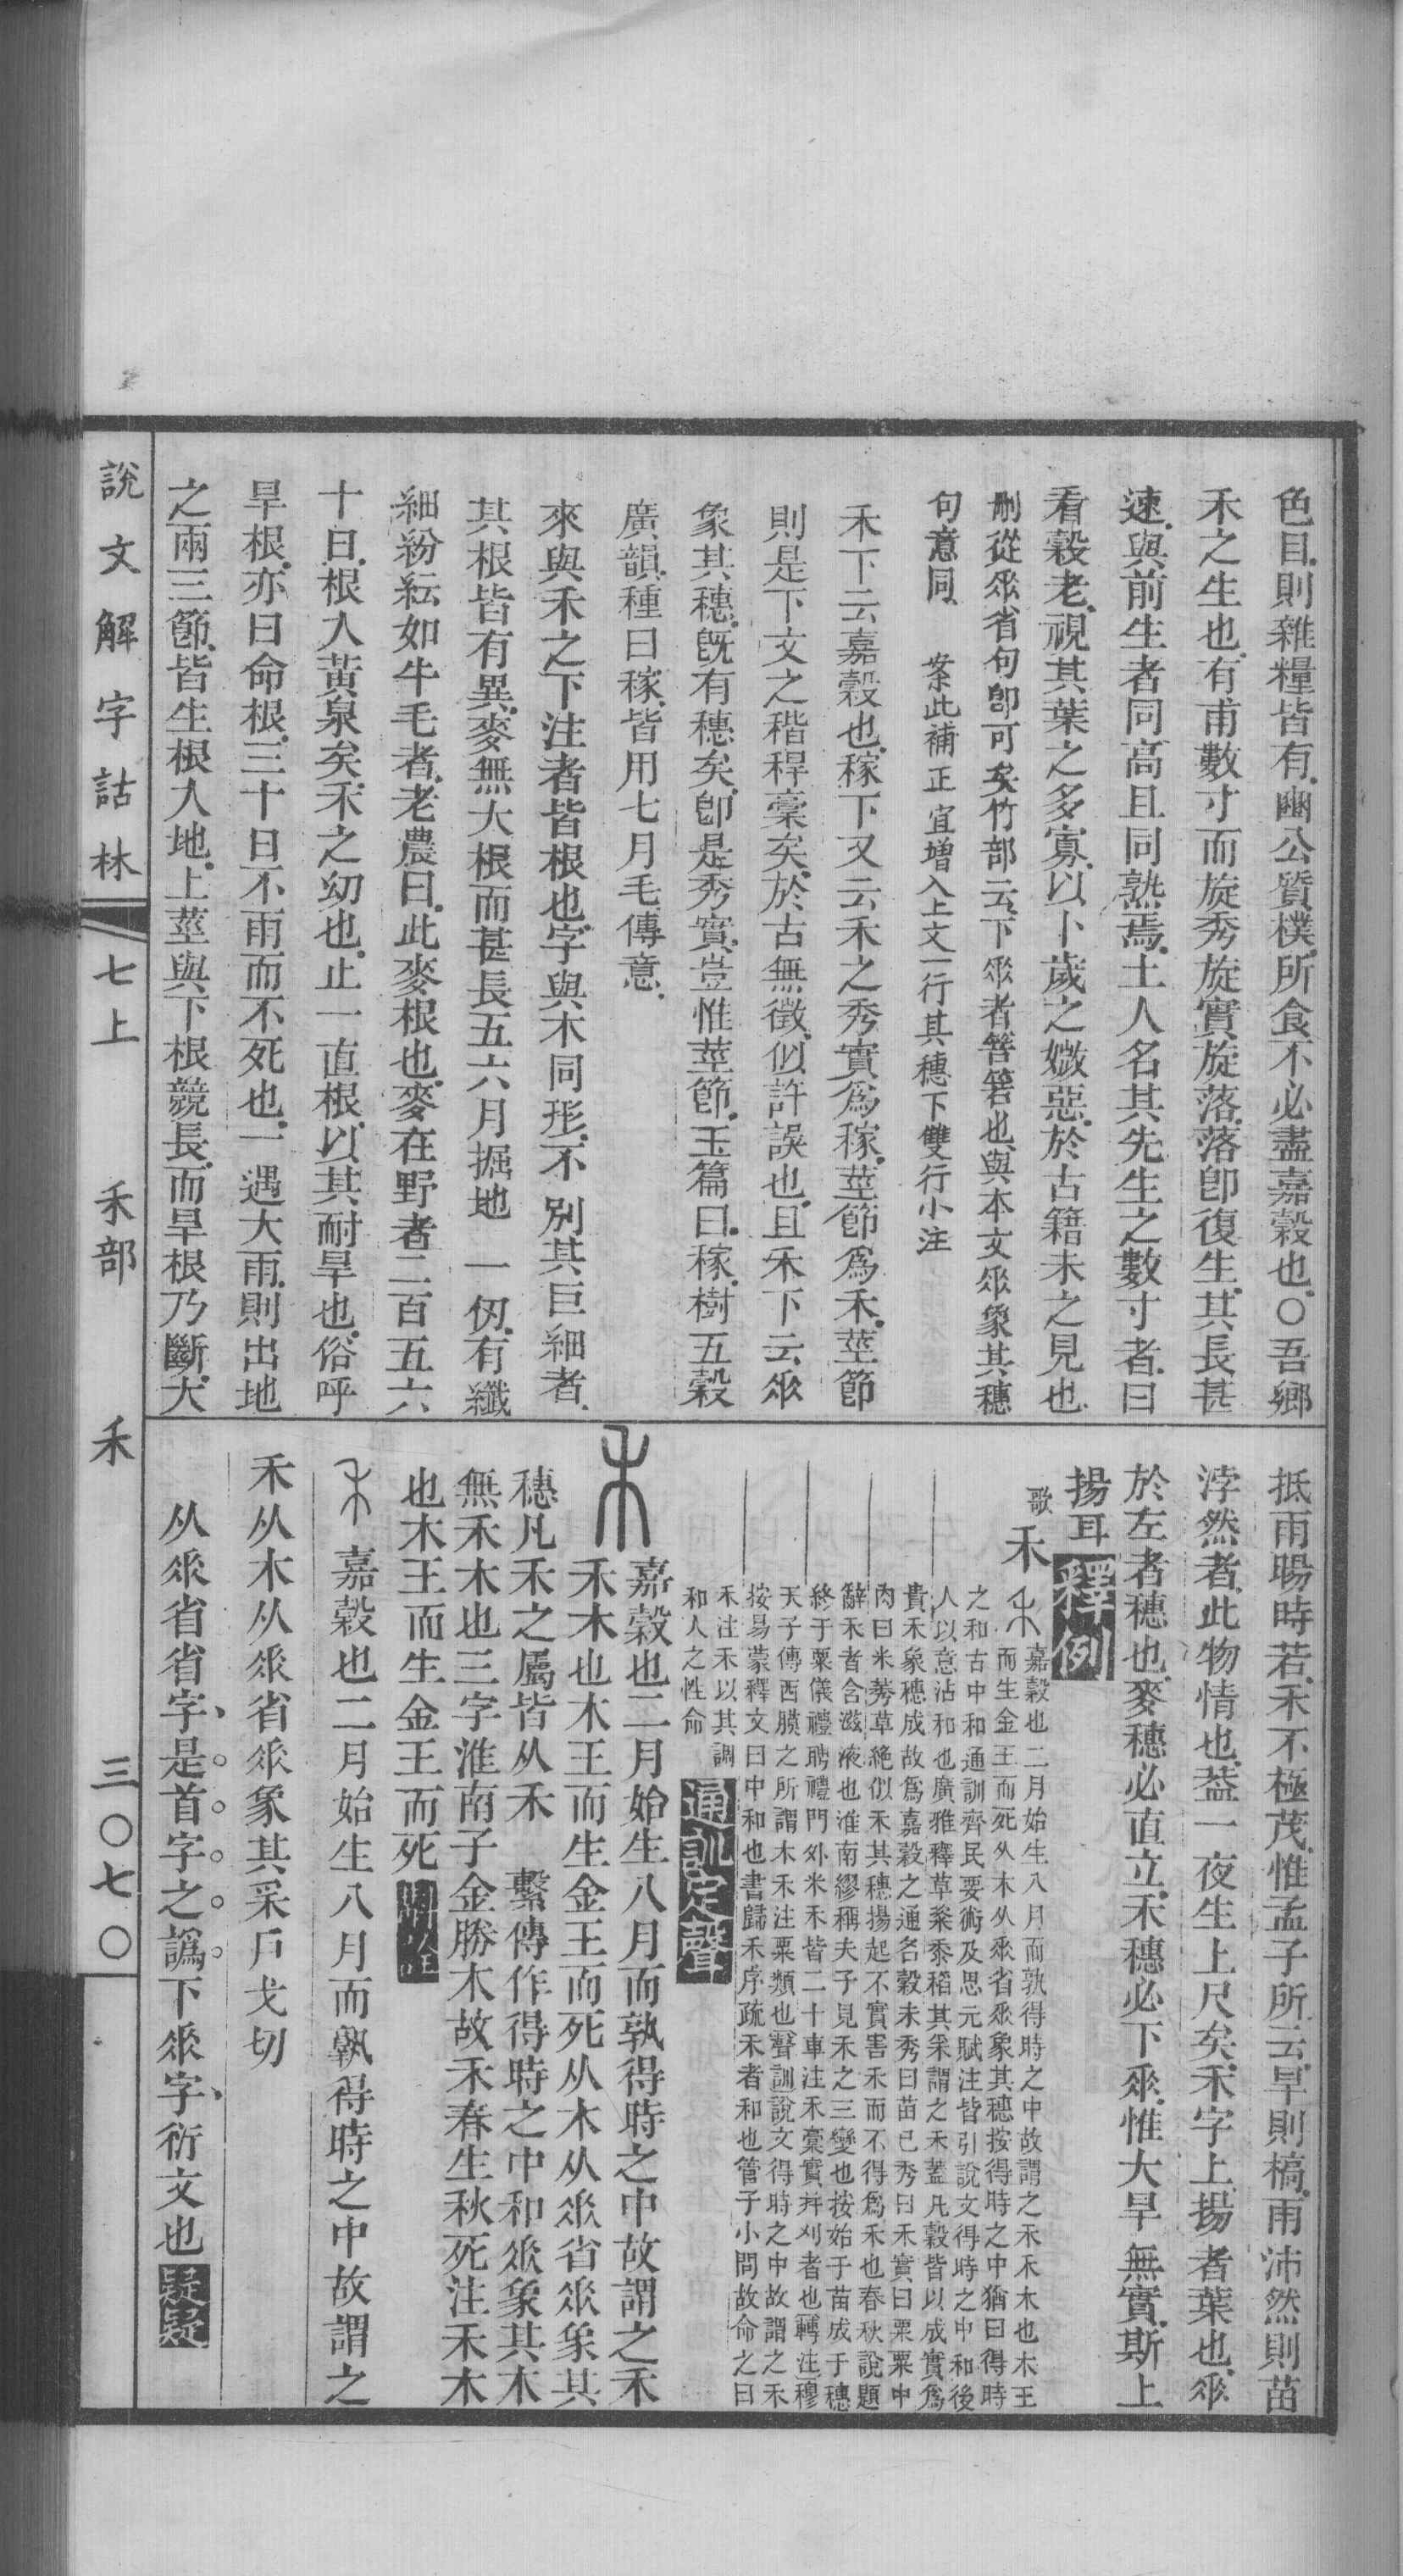 色目則雜糧皆有豳公質樸所食不必盡嘉穀也○吾鄉
禾之生也有甫數寸而旋秀旋實旋落落卽復生其長甚
速與前生者同高且同熟焉土人名其先生之數寸者曰
看穀老視其葉之多寡以卜歲之媺惡於古籍未之見也
刪從𠂹省句卽可矣竹部云下𠂹者箁箬也與本文𠂹象其穗
句意同　案此補正宜增入上文一行其穗下雙行小注
禾下云嘉穀也稼下又云禾之秀實爲稼莖節爲禾莖節
則是下文之稭稈稾矣於古無徵似許誤也且禾下云𠂹
象其穗旣有穗矣卽是秀實豈惟莖節玉篇曰稼樹五穀
廣韻種曰稼皆用七月毛傳意
來與禾之下注者皆根也字與木同形不別其巨細者
其根皆有異麥無大根而甚長五六月掘地一仭有纖
細紛紜如牛毛者老農曰此麥根也麥在野者二百五六
十日根入黃泉矣禾之幼也止一直根以其耐旱也俗呼
旱根亦曰命根三十日不雨而不死也一遇大雨則出地
之兩三節皆生根入地上莖與下根競長而旱根乃斷大
抵雨暘時若禾不極茂惟孟子所云旱則槁雨沛然則苗
浡然者此物情也葢一夜生上尺矣禾字上揚者葉也𠂹
於左者穗也麥穗必直立禾穗必下𠂹惟大旱無實斯上
揚耳釋例
歌
禾
嘉穀也二月始生八月而孰得時之中故謂之禾禾木也木王
而生金王而死从木从𠂹省𠂹象其穗按得時之中猶曰得時
之和古中和通訓齊民要術及思元賦注皆引說文得時之中和後
人以意沾和也廣雅釋草粢黍稻其采謂之禾蓋凡穀皆以成實爲
貴禾象穗成故爲嘉穀之通名穀未秀曰苗已秀曰禾實曰粟粟中
肉曰米莠草絶似禾其穗揚起不實害禾而不得爲禾也春秋說題
辭禾者含滋液也淮南繆稱夫子見禾之三變也按始于苗成于穗
終于粟儀禮聘禮門外米禾皆二十車注禾稾實幷刈者也轉注穆
天子傳西膜之所謂木禾注粟類也聲訓說文得時之中故謂之禾
按易蒙釋文曰中和也書歸禾序疏禾者和也管子小問故命之曰
禾注禾以其調
和人之性命
通訓定聲
嘉穀也二月始生八月而孰得時之中故謂之禾
禾木也木王而生金王而死从木从𠂹省𠂹象其
穗凡禾之屬皆从禾　繫傳作得時之中和𠂹象其木
無禾木也三字淮南子金勝木故禾春生秋死注禾木
也木王而生金王而死
嘉穀也二月始生八月而孰得時之中故謂之
禾从木从𠂹省𠂹象其采戶戈切
从𠂹省省字是首字之譌下𠂹字衍文也疑疑
說文解字詁林　七上　禾部　禾　三〇七〇